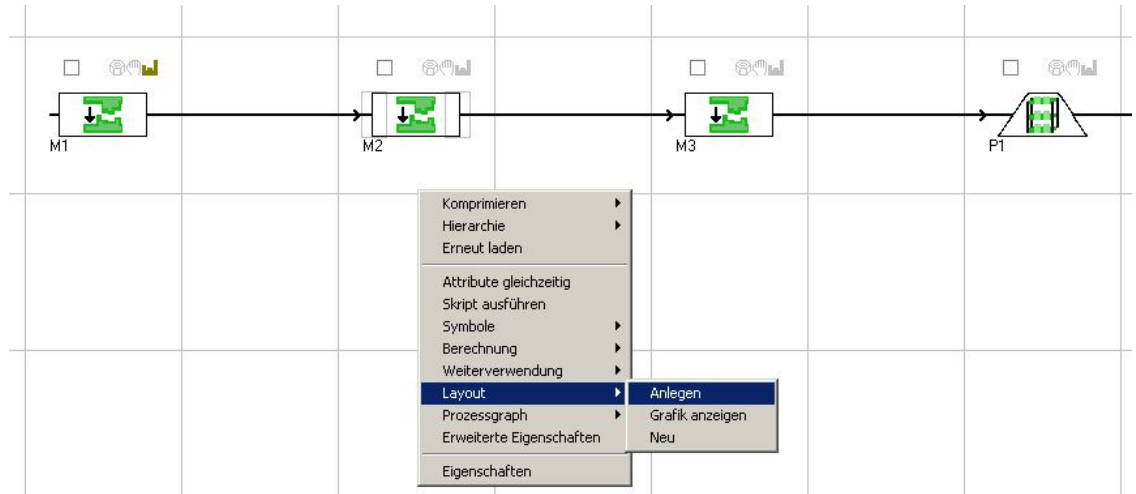 M1
M2
M3
P1
Komprimieren
Hierarchie
Erneut laden
Attribute gleichzeitig
Skript ausführen
Symbole
Berechnung
Weiterverwendung
Layout
Anlegen
Prozessgraph
Grafik anzeigen
Erweiterte Eigenschaften
Neu
Eigenschaften